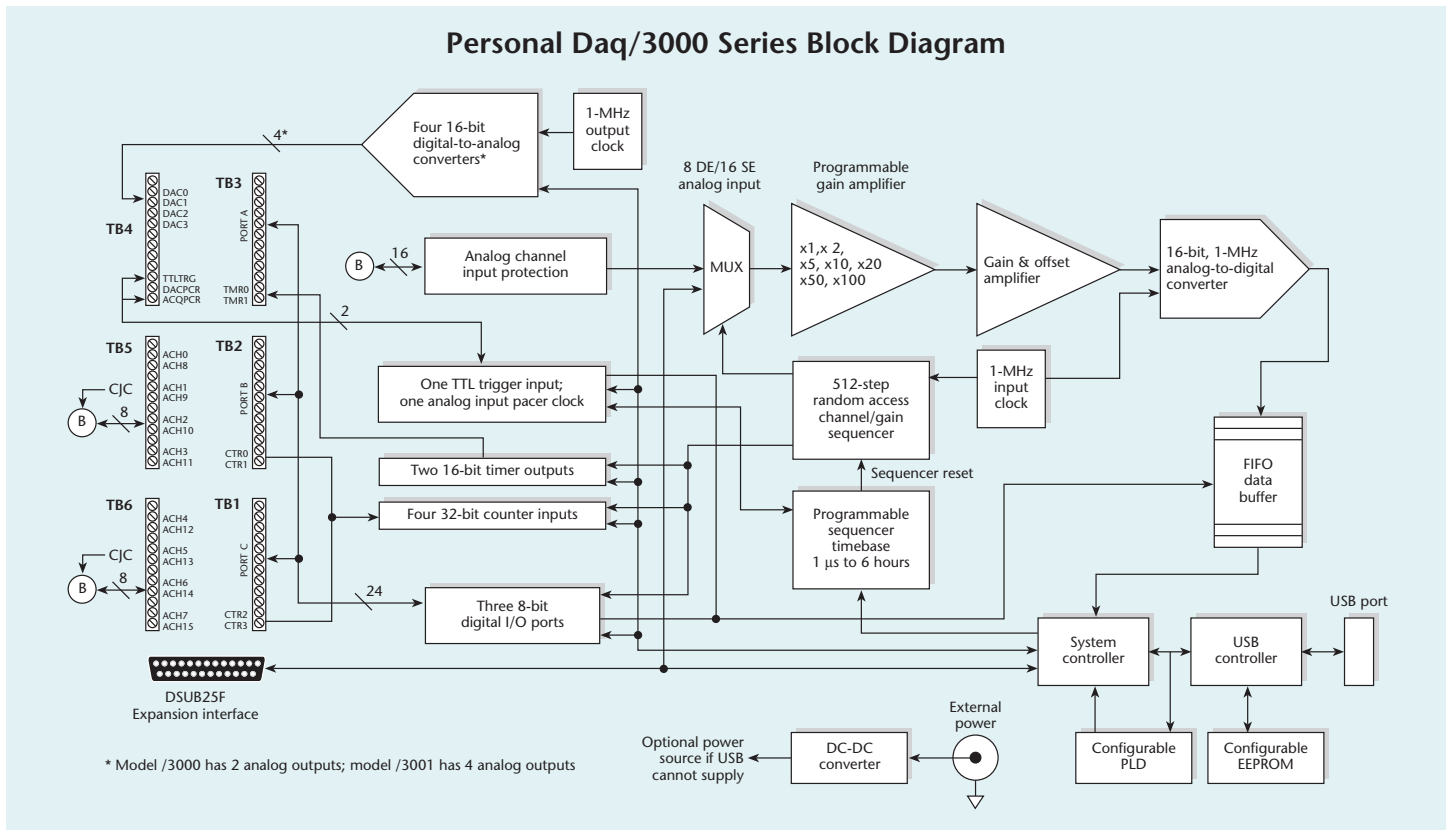 Personal Daq/3000 Series Block Diagram
4*
Four 16-bit
digital-to-analog
converters*
1-MHz
output
clock
8 DE/16 SE
analog input
Programmable
gain amplifier
TB4
DAC0
DAC1
DAC2
DAC3
TTLTRG
DACPCR
ACQPCR
TB3
PORT A
TMR0
TMR1
B
16
Analog channel
input protection
MUX
x1,x 2,
x5, x10, x20
x50, x100
Gain & offset
amplifier
16-bit, 1-MHz
analog-to-digital
converter
2
TB5
CJC
B
8
ACH0
ACH8
ACH1
ACH9
ACH2
ACH10
ACH3
ACH11
TB2
PORT B
CTR0
CTR1
One TTL trigger input;
one analog input pacer clock
512-step
random access
channel/gain
sequencer
1-MHz
input
clock
Two 16-bit timer outputs
Sequencer reset
Four 32-bit counter inputs
Programmable
sequencer
timebase
1 µs to 6 hours
FIFO
data
buffer
TB6
CJC
B
8
ACH4
ACH12
ACH5
ACH13
ACH6
ACH14
ACH7
ACH15
TB1
PORT C
CTR2
CTR3
24
Three 8-bit
digital I/O ports
System
controller
USB
controller
USB port
DSUB25F
Expansion interface
External
power
Optional power
source if USB
cannot supply
DC-DC
converter
Configurable
PLD
Configurable
EEPROM
* Model /3000 has 2 analog outputs; model /3001 has 4 analog outputs